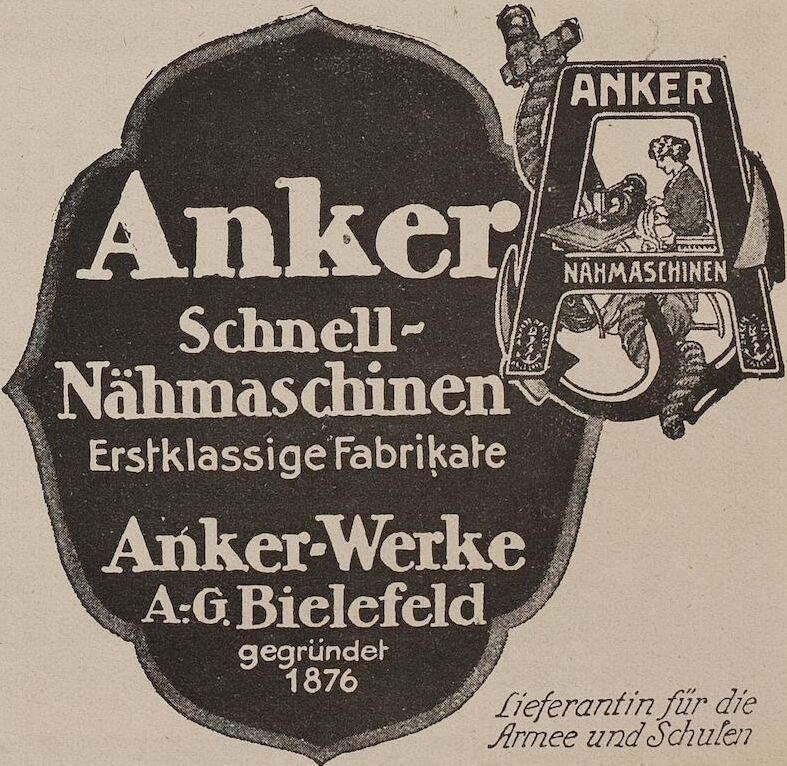 Anker
Schnell-
Nähmaschinen
Erstklassige Fabrikate
Anker-Werke
A.-G. Bielefeld
gegründet
1876
ANKER
NÄHMASCHINEN
Lieferantin für die
Armee und Schulen